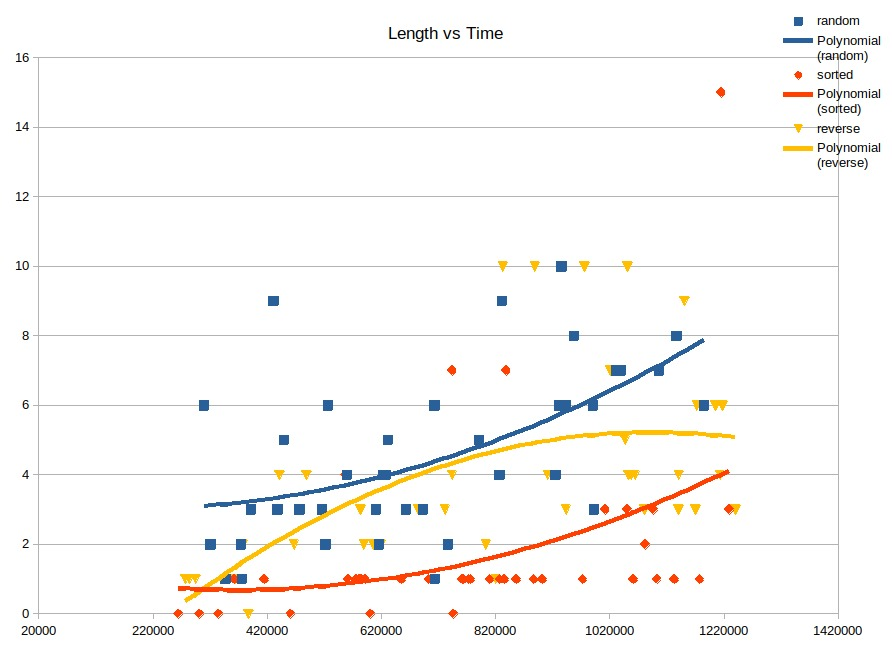 Length vs Time
random
Polynomial
(random)
sorted
Polynomial
(sorted)
reverse
Polynomial
(reverse)
16
14
12
10
8
6
4
2
0
20000 220000 420000 620000 820000 1020000 1220000 1420000